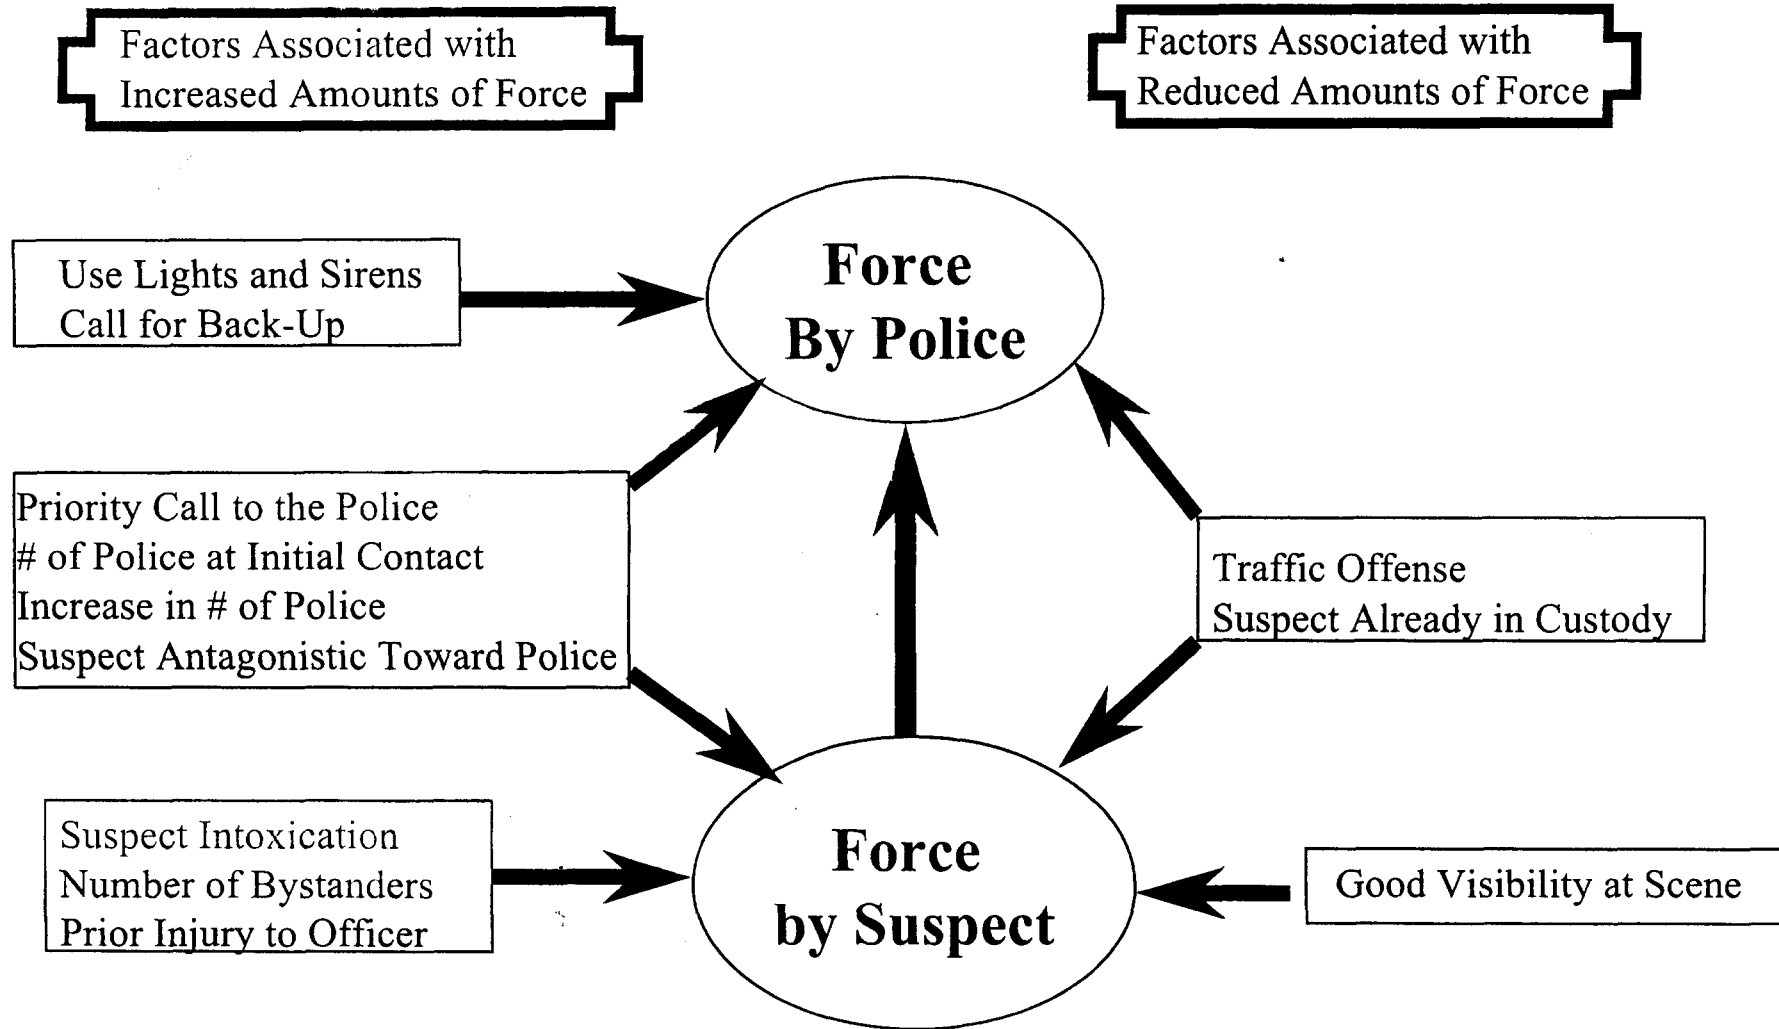 Factors Associated with
Increased Amounts of Force
Factors Associated with
Reduced Amounts of Force
Use Lights and Sirens
Call for Back-Up
Force
By Police
Priority Call to the Police
# of Police at Initial Contact
Increase in # of Police
Suspect Antagonistic Toward Police
Traffic Offense
Suspect Already in Custody
Suspect Intoxication
Number of Bystanders
Prior Injury to Officer
Force
by Suspect
Good Visibility at Scene